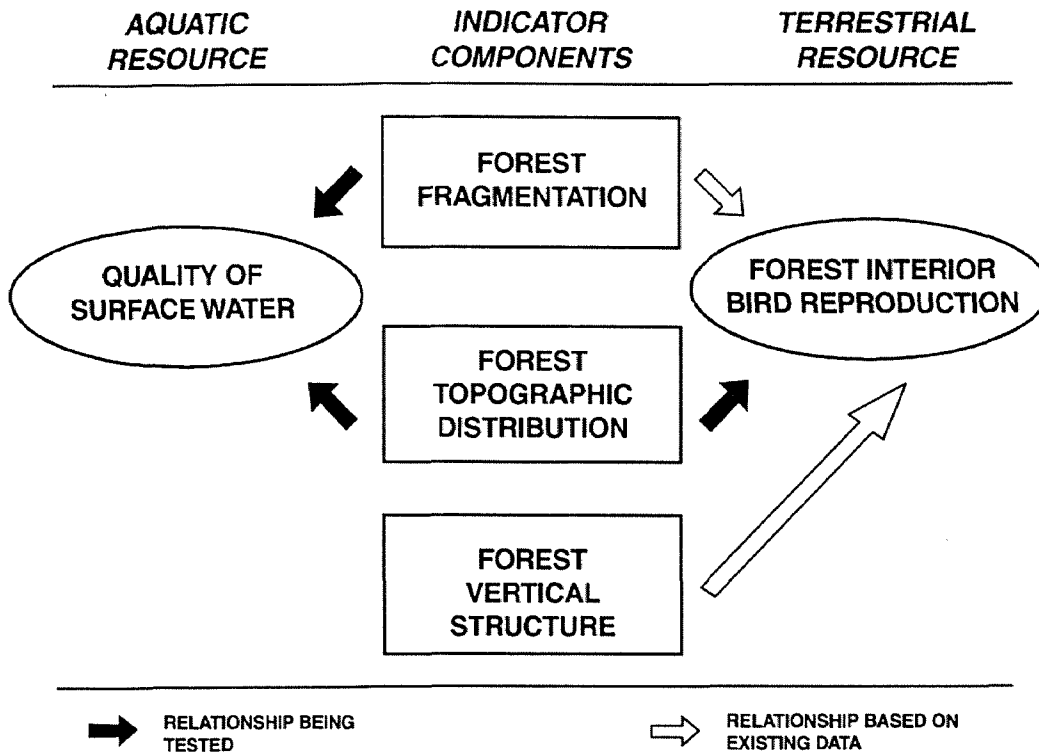 AQUATIC
RESOURCE
INDICATOR
COMPONENTS
TERRESTRIAL
RESOURCE
FOREST
FRAGMENTATION
QUALITY OF
SURFACE WATER
FOREST INTERIOR
BIRD REPRODUCTION
FOREST
TOPOGRAPHIC
DISTRIBUTION
FOREST
VERTICAL
STRUCTURE
RELATIONSHIP BEING
TESTED
RELATIONSHIP BASED ON
EXISTING DATA